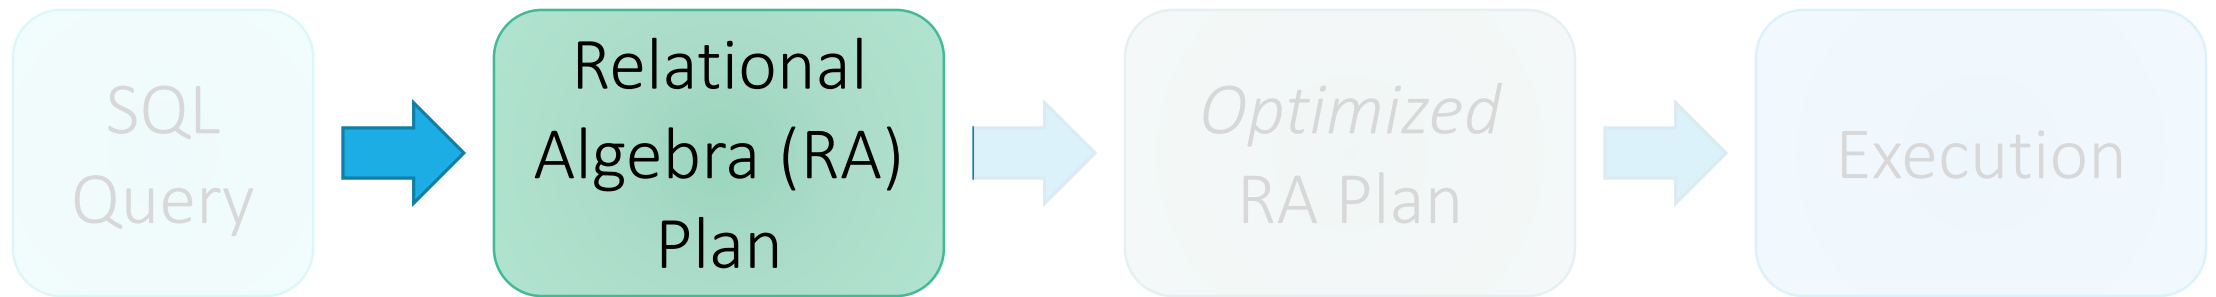 SQL
Query
Relational
Algebra (RA)
Plan
Optimized
RA Plan
Execution